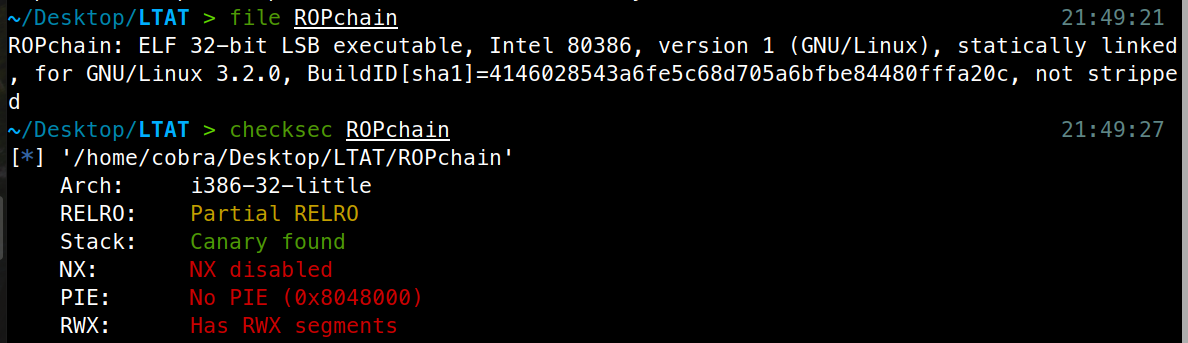 ~/Desktop/LTAT > file ROPchain 21:49:21
ROPchain: ELF 32-bit LSB executable, Intel 80386, version 1 (GNU/Linux), statically linked
, for GNU/Linux 3.2.0, BuildID[sha1]=4146028543a6fe5c68d705a6bfbe84480fffa20c, not strippe
d
~/Desktop/LTAT > checksec ROPchain 21:49:27
[*] '/home/cobra/Desktop/LTAT/ROPchain'
    Arch:     i386-32-little
    RELRO:    Partial RELRO
    Stack:    Canary found
    NX:       NX disabled
    PIE:      No PIE (0x8048000)
    RWX:      Has RWX segments